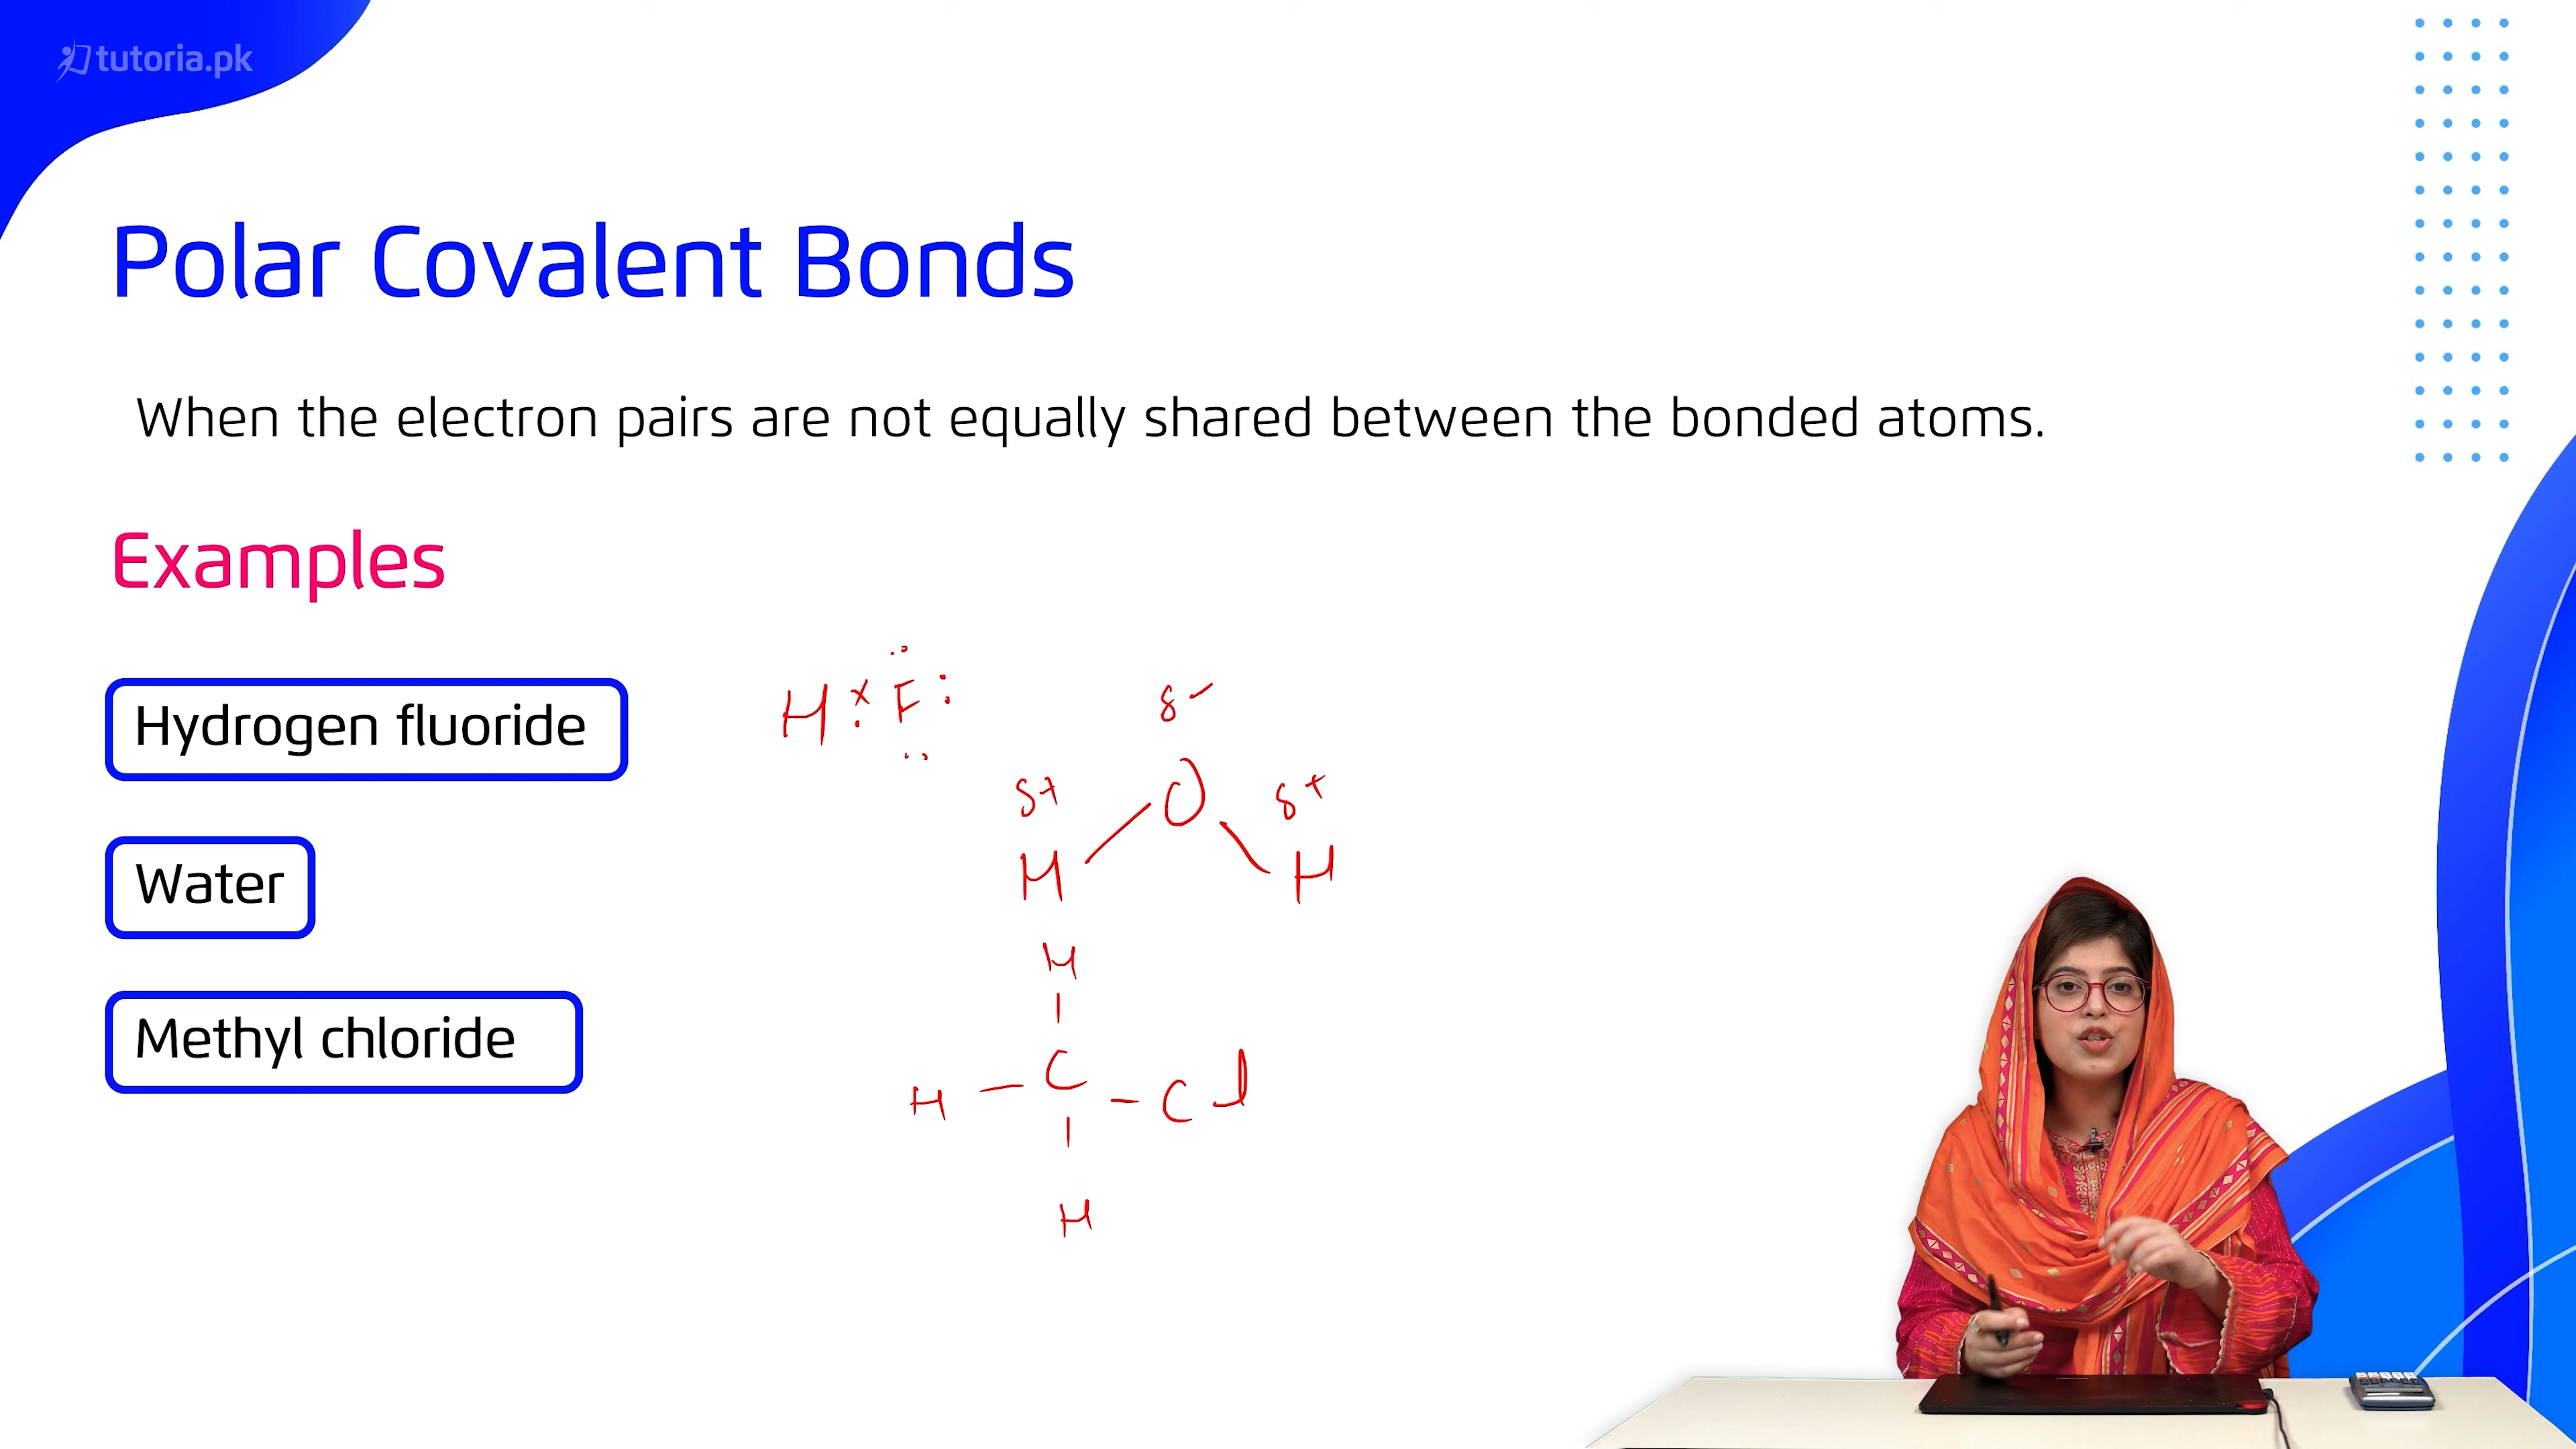 tutoria.pk
Polar Covalent Bonds
When the electron pairs are not equally shared between the bonded atoms.
Examples
Hydrogen fluoride
Water
Methyl chloride
H × F
δ-
δ+ O δ+
H H
H
H - C - Cl
H